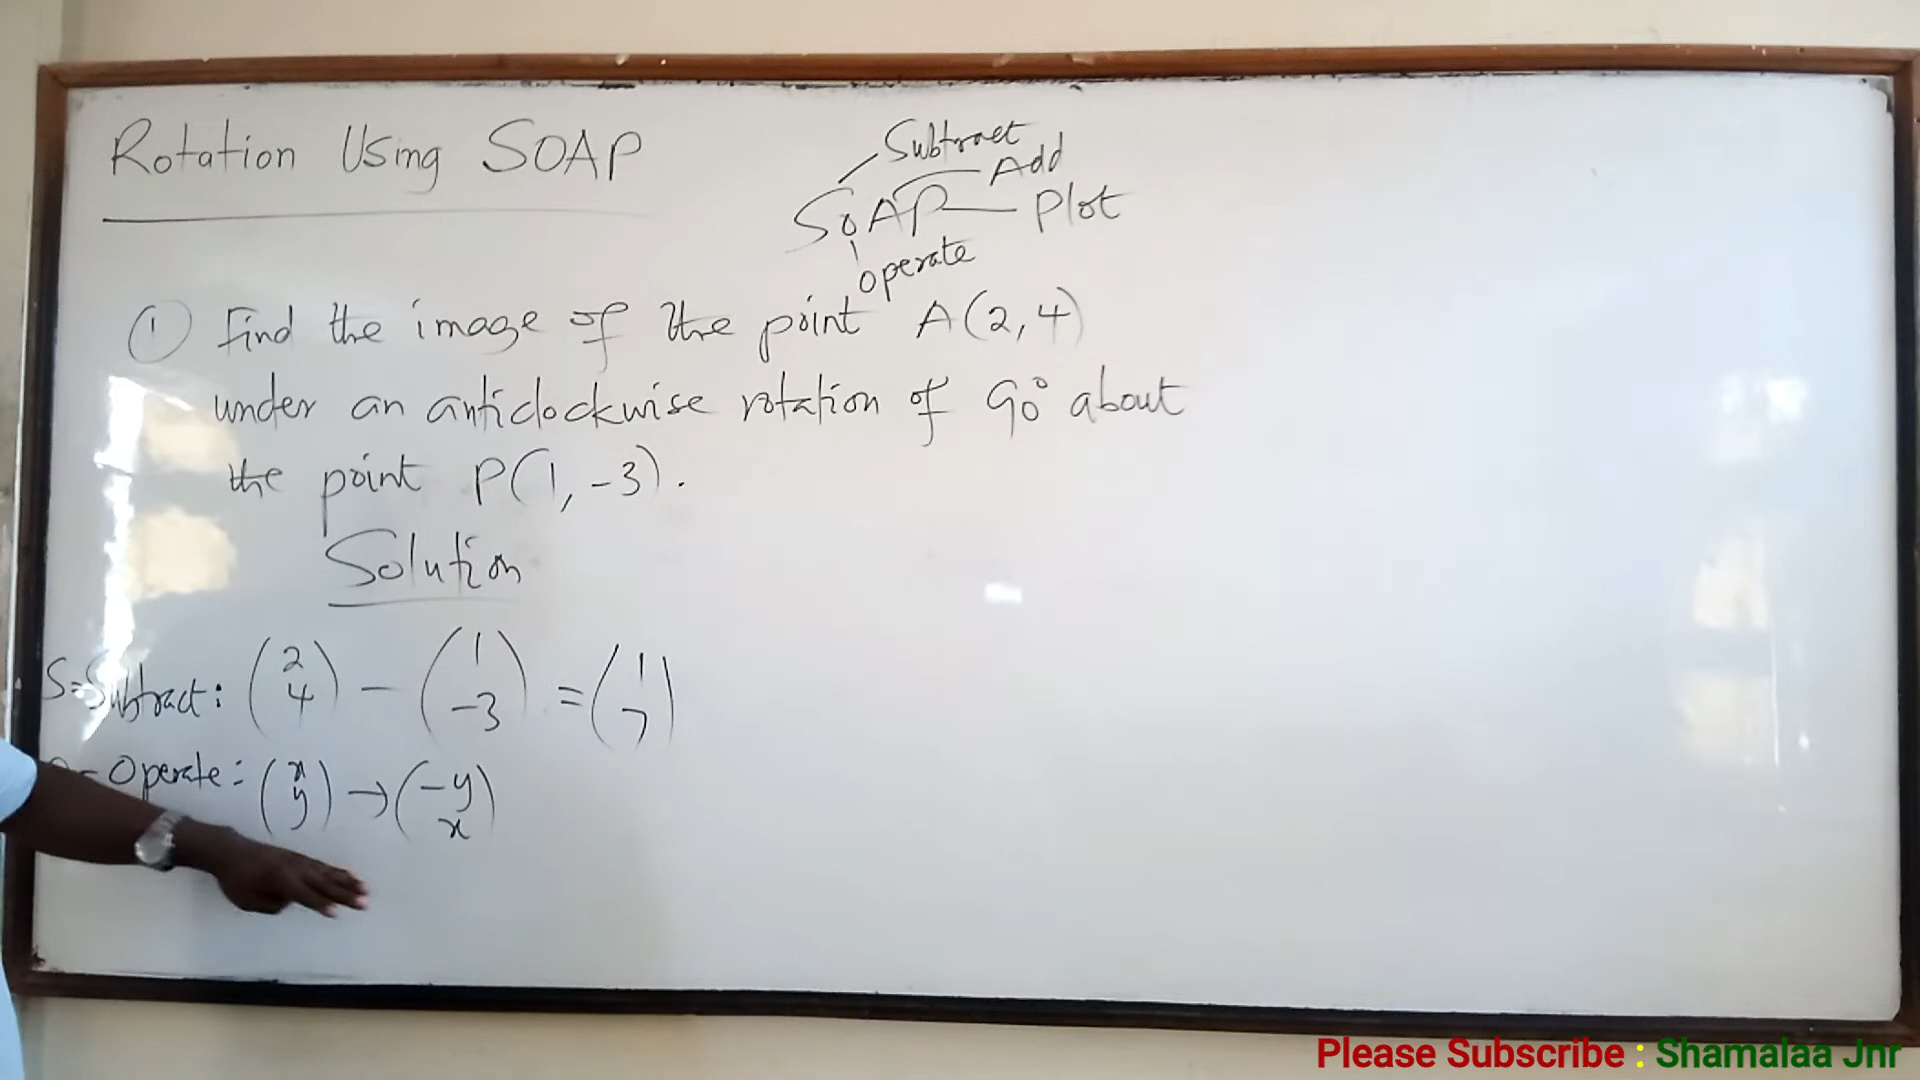 Rotation Using SOAP
Subtract
Add
SOAP Plot
operate
① Find the image of the point A(2,4)
under an anticlockwise rotation of 90° about
the point P(1,-3).
Solution
S-Subtract: (2 4) - (1 -3) = (1 7)
- Operate: (x y) → (-y x)
Please Subscribe : Shamalaa Jnr